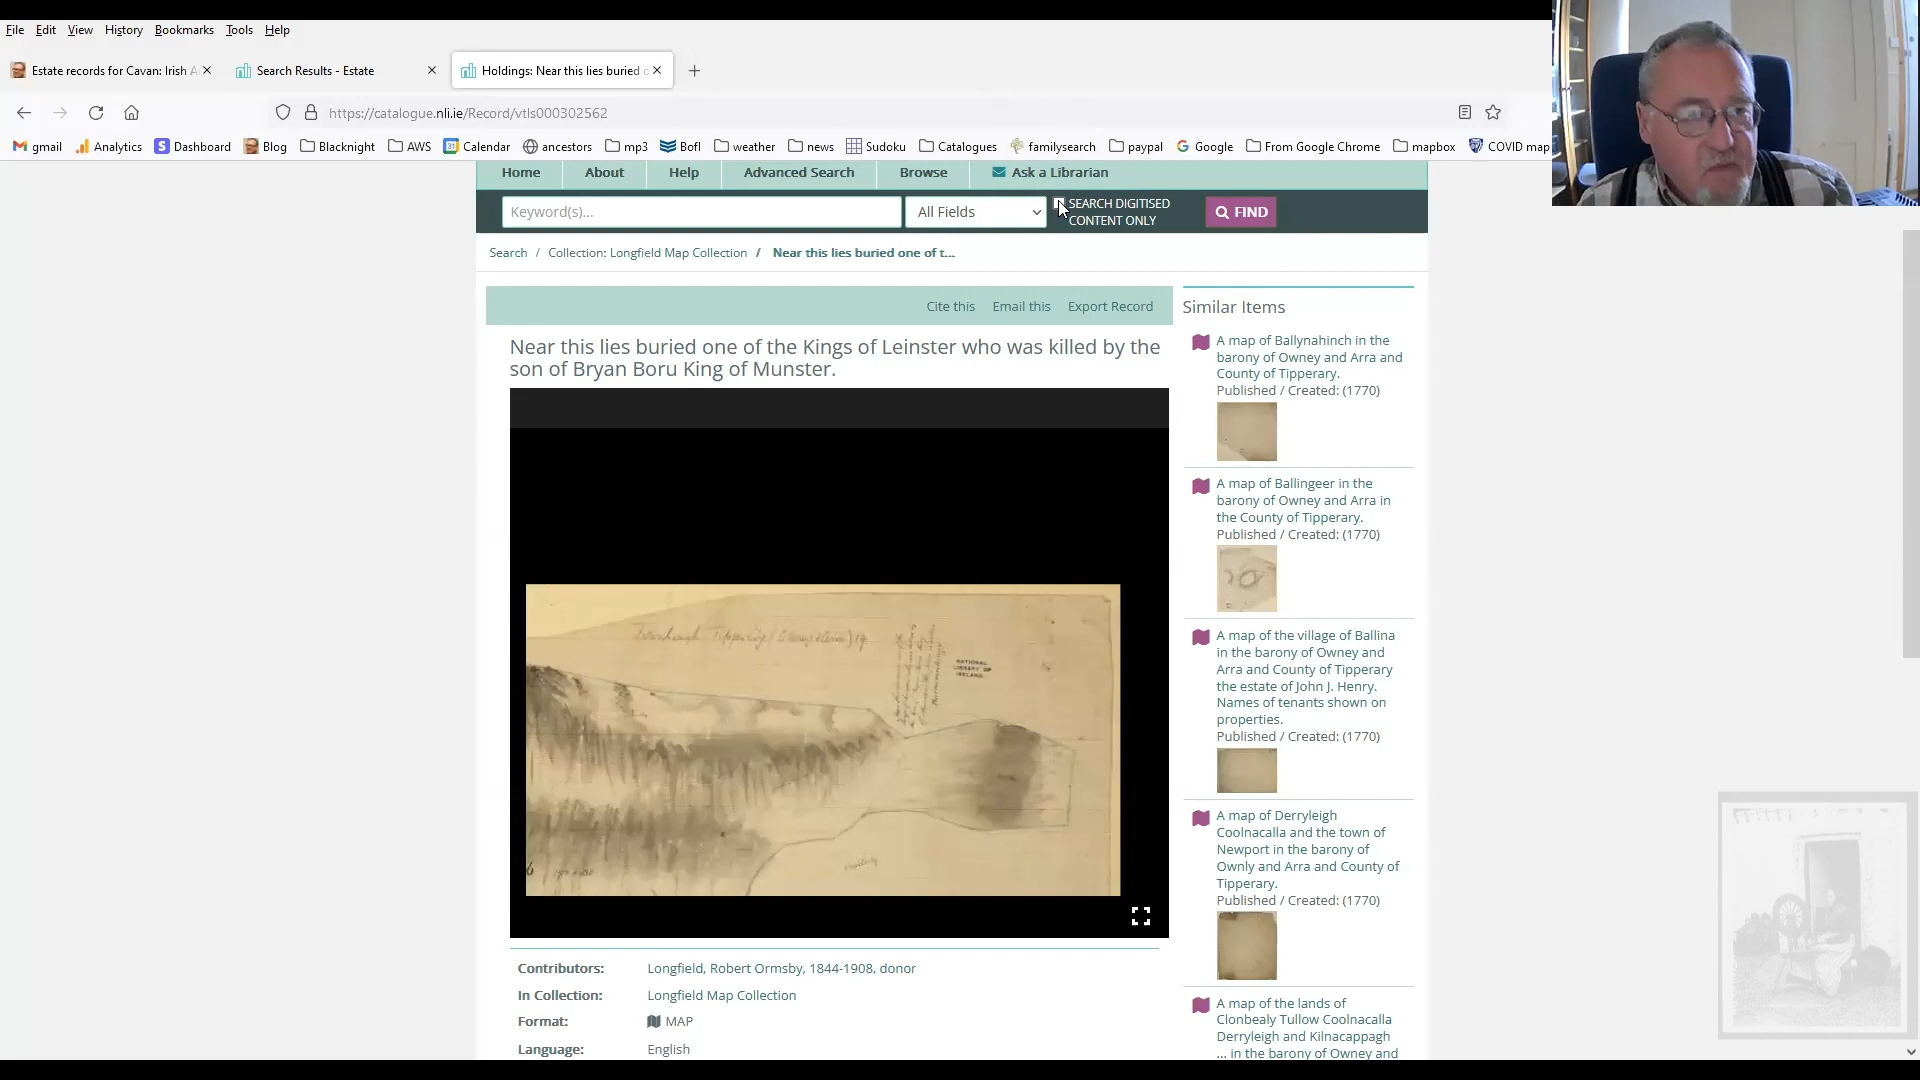 File Edit View History Bookmarks Tools Help
Estate records for Cavan: Irish A
Search Results - Estate
Holdings: Near this lies buried
https://catalogue.nli.ie/Record/vtls000302562
gmail Analytics Dashboard Blog Blacknight AWS Calendar ancestors mp3 BofI weather news Sudoku Catalogues familysearch paypal Google From Google Chrome mapbox COVID map
Home About Help Advanced Search Browse Ask a Librarian
Keyword(s)... All Fields
SEARCH DIGITISED
CONTENT ONLY
FIND
Search / Collection: Longfield Map Collection / Near this lies buried one of t...
Cite this Email this Export Record
Near this lies buried one of the Kings of Leinster who was killed by the
son of Bryan Boru King of Munster.
NATIONAL
LIBRARY OF
IRELAND.
Contributors: Longfield, Robert Ormsby, 1844-1908, donor
In Collection: Longfield Map Collection
Format: MAP
Language: English
Similar Items
A map of Ballynahinch in the
barony of Owney and Arra and
County of Tipperary.
Published / Created: (1770)
A map of Ballingeer in the
barony of Owney and Arra in
the County of Tipperary.
Published / Created: (1770)
A map of the village of Ballina
in the barony of Owney and
Arra and County of Tipperary
the estate of John J. Henry.
Names of tenants shown on
properties.
Published / Created: (1770)
A map of Derryleigh
Coolnacalla and the town of
Newport in the barony of
Ownly and Arra and County of
Tipperary.
Published / Created: (1770)
A map of the lands of
Clonbealy Tullow Coolnacalla
Derryleigh and Kilnacappagh
... in the barony of Owney and